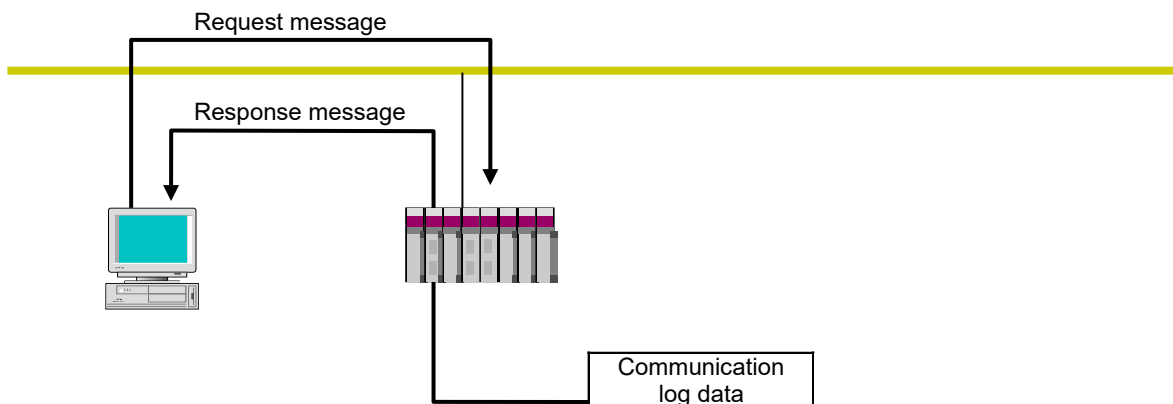 Request message
Response message
Communication
log data